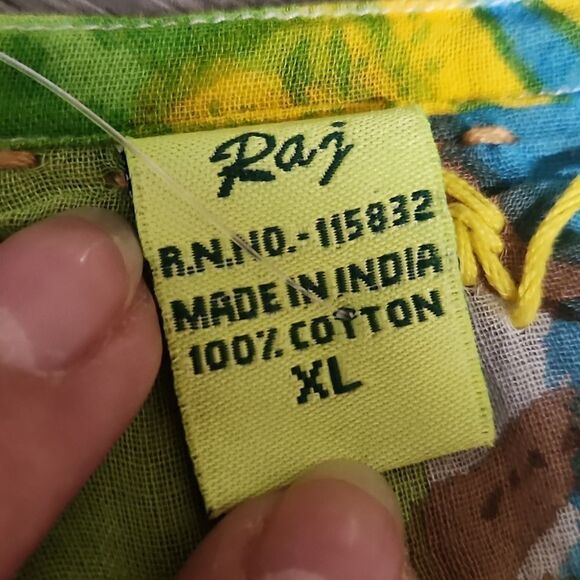 Raj
R.N.NO.-115832
MADE IN INDIA
100% COTTON
XL